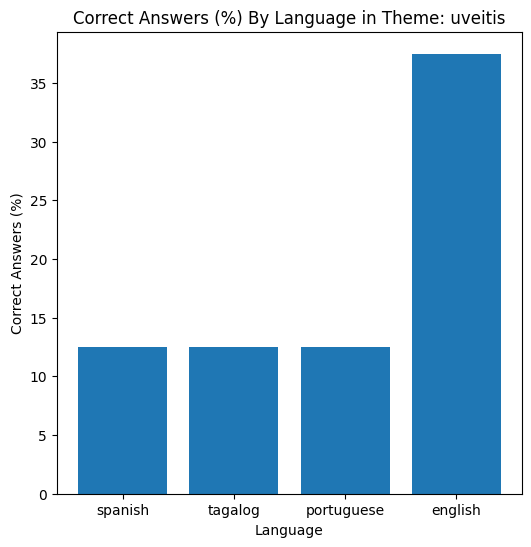 Correct Answers (%) By Language in Theme: uveitis
Correct Answers (%)
35
30
25
20
15
10
5
0
spanish tagalog portuguese english
Language